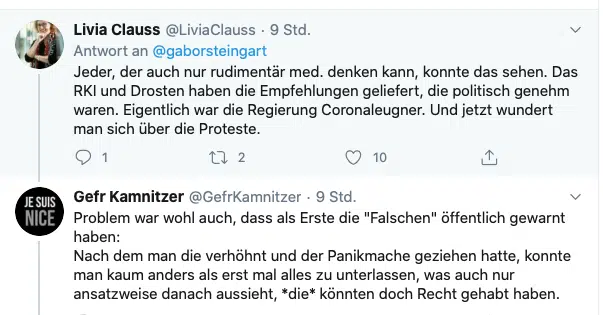 Livia Clauss @LiviaClauss · 9 Std.
Antwort an @gaborsteingart
Jeder, der auch nur rudimentär med. denken kann, konnte das sehen. Das
RKI und Drosten haben die Empfehlungen geliefert, die politisch genehm
waren. Eigentlich war die Regierung Coronaleugner. Und jetzt wundert
man sich über die Proteste.
1 2 10
JE SUIS
NICE
Gefr Kamnitzer @GefrKamnitzer · 9 Std.
Problem war wohl auch, dass als Erste die "Falschen" öffentlich gewarnt
haben:
Nach dem man die verhöhnt und der Panikmache geziehen hatte, konnte
man kaum anders als erst mal alles zu unterlassen, was auch nur
ansatzweise danach aussieht, *die* könnten doch Recht gehabt haben.